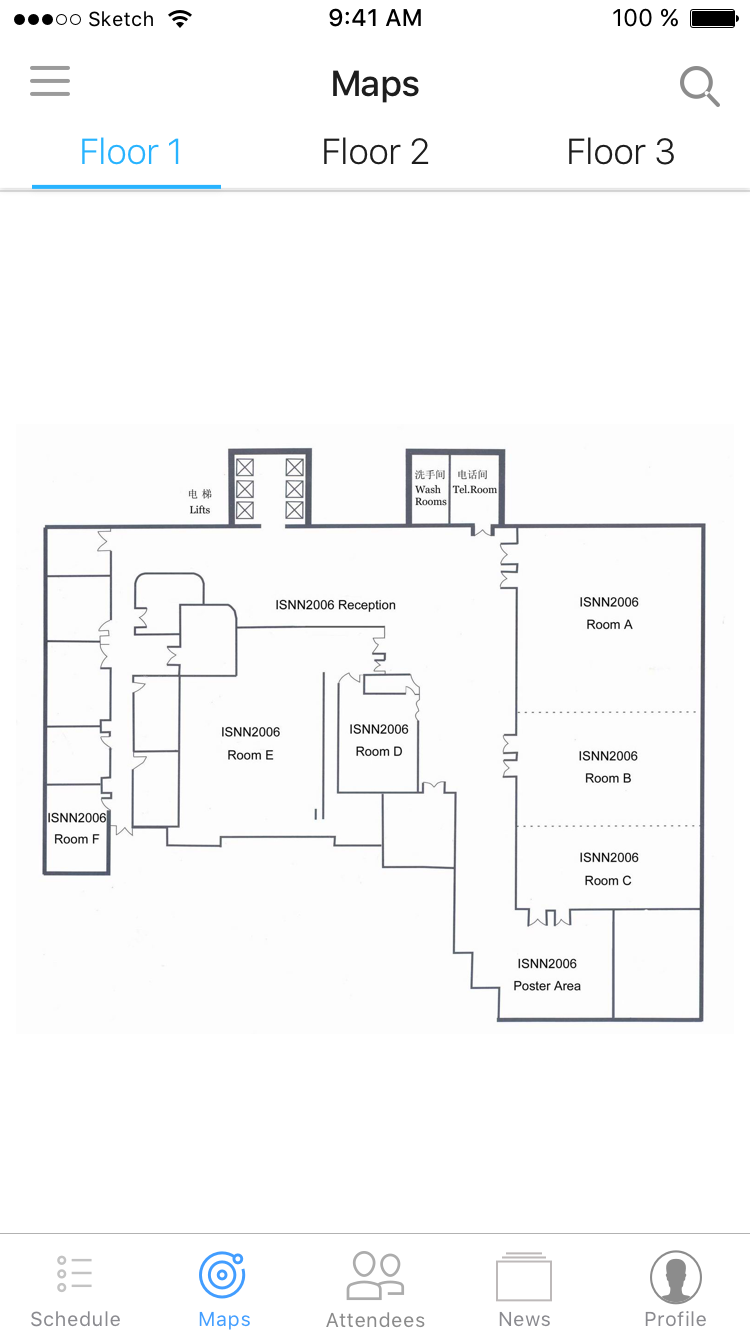 Sketch 9:41 AM 100 %
Maps
Floor 1 Floor 2 Floor 3
洗手间 电话间
Wash Tel.Room
Rooms
电 梯
Lifts
ISNN2006 Reception
ISNN2006
Room A
ISNN2006
Room E
ISNN2006
Room D
ISNN2006
Room B
ISNN2006
Room F
ISNN2006
Room C
ISNN2006
Poster Area
Schedule Maps Attendees News Profile